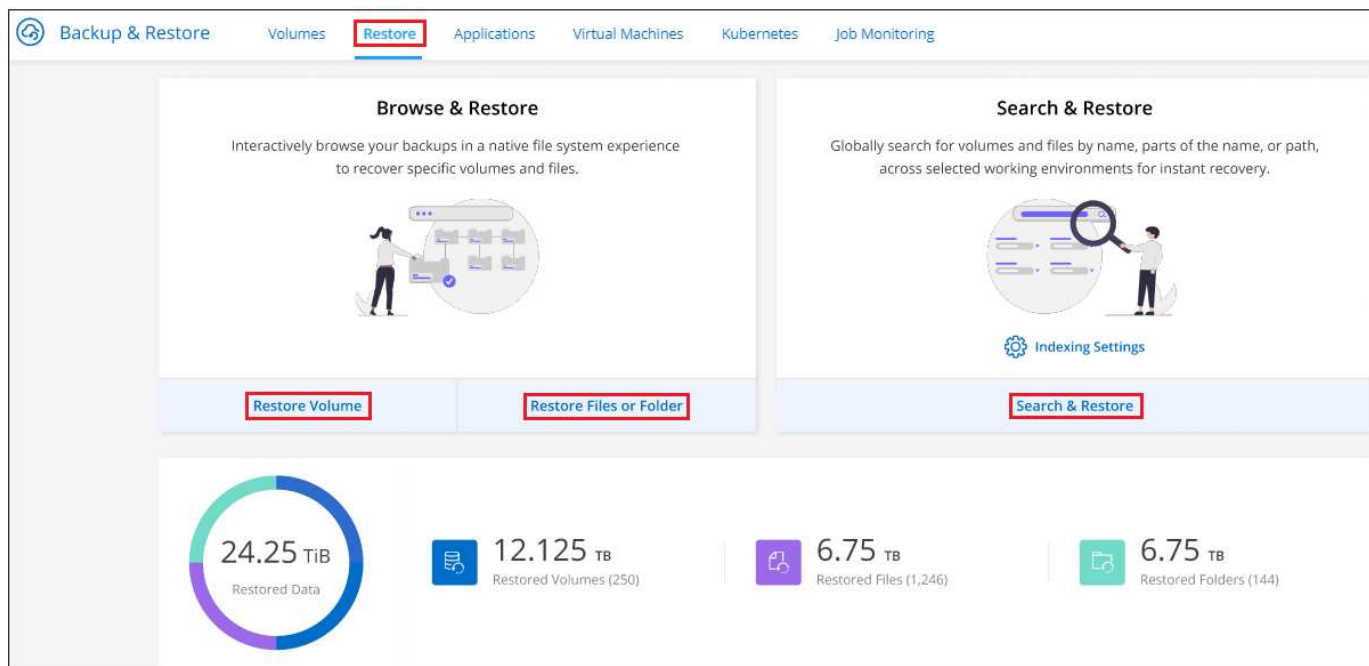 Backup & Restore Volumes Restore Applications Virtual Machines Kubernetes Job Monitoring
Browse & Restore
Interactively browse your backups in a native file system experience
to recover specific volumes and files.
Restore Volume Restore Files or Folder
Search & Restore
Globally search for volumes and files by name, parts of the name, or path,
across selected working environments for instant recovery.
Indexing Settings
Search & Restore
24.25 TiB
Restored Data
12.125 TB
Restored Volumes (250)
6.75 TB
Restored Files (1,246)
6.75 TB
Restored Folders (144)